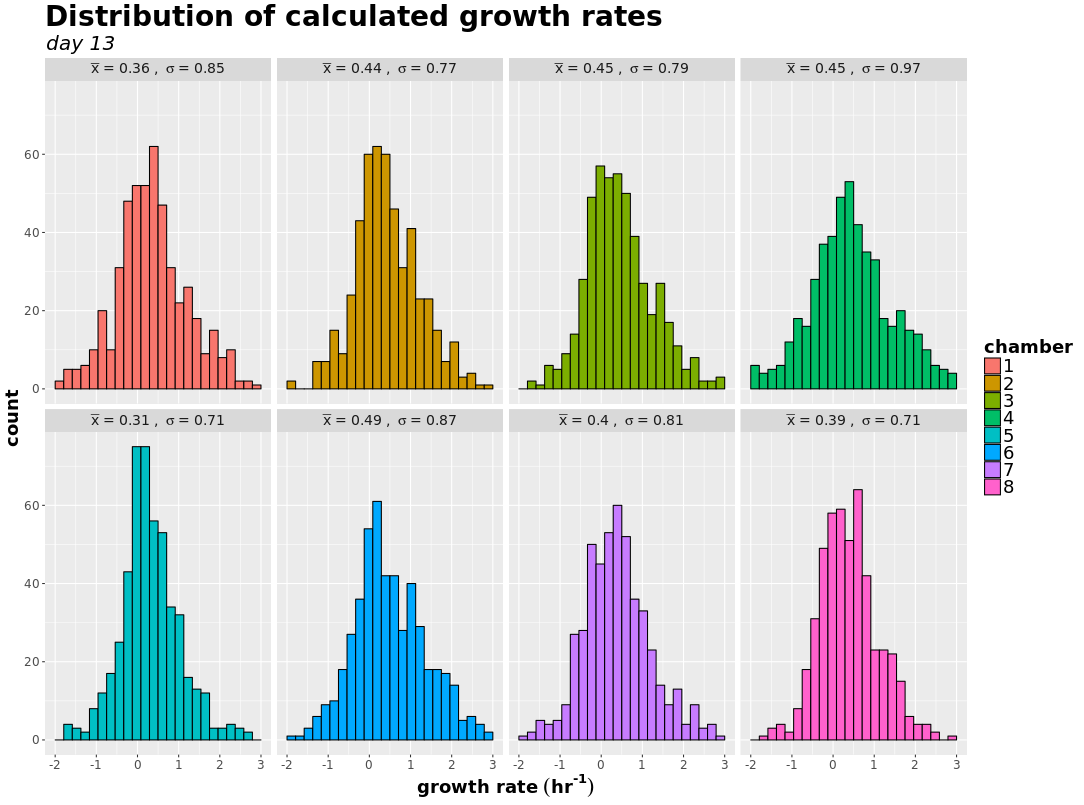 Distribution of calculated growth rates
day 13
x̅ = 0.36 , σ = 0.85
x̅ = 0.44 , σ = 0.77
x̅ = 0.45 , σ = 0.79
x̅ = 0.45 , σ = 0.97
60
40
20
0
x̅ = 0.31 , σ = 0.71
x̅ = 0.49 , σ = 0.87
x̅ = 0.4 , σ = 0.81
x̅ = 0.39 , σ = 0.71
60
40
20
0
-2 -1 0 1 2 3
-2 -1 0 1 2 3
-2 -1 0 1 2 3
-2 -1 0 1 2 3
count
growth rate (hr⁻¹)
chamber
1
2
3
4
5
6
7
8